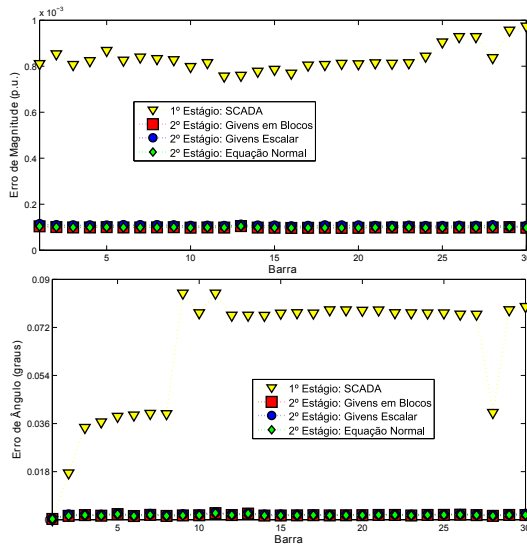 x 10⁻³
1
0.8
0.6
0.4
0.2
0
Erro de Magnitude (p.u.)
1º Estágio: SCADA
2º Estágio: Givens em Blocos
2º Estágio: Givens Escalar
2º Estágio: Equação Normal
5 10 15 20 25 30
Barra
0.09
0.072
0.054
0.036
0.018
Erro de Ângulo (graus)
1º Estágio: SCADA
2º Estágio: Givens em Blocos
2º Estágio: Givens Escalar
2º Estágio: Equação Normal
5 10 15 20 25 30
Barra